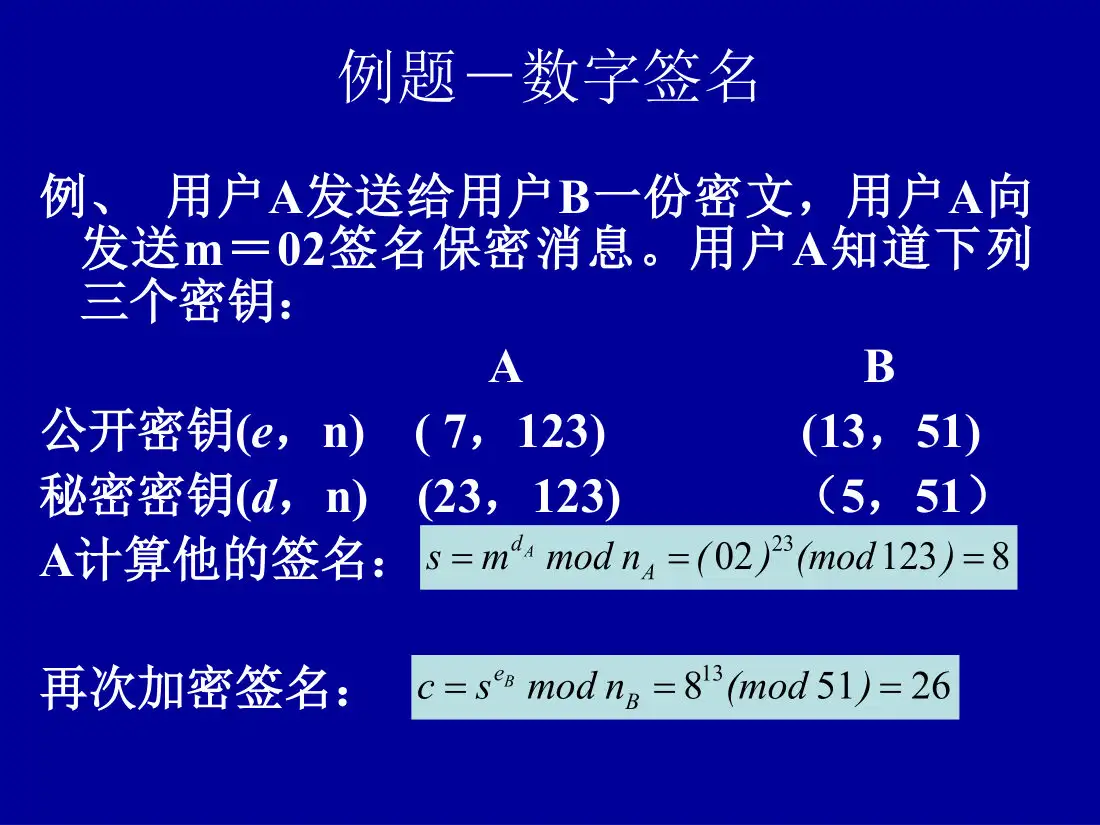 例题－数字签名
例、 用户A发送给用户B一份密文，用户A向
发送m＝02签名保密消息。用户A知道下列
三个密钥：
A B
公开密钥(e，n) ( 7，123) (13，51)
秘密密钥(d，n) (23，123) （5，51）
A计算他的签名： s = m^{d_A} mod n_A = ( 02 )^{23} (mod 123 ) = 8
再次加密签名： c = s^{e_B} mod n_B = 8^{13} (mod 51 ) = 26